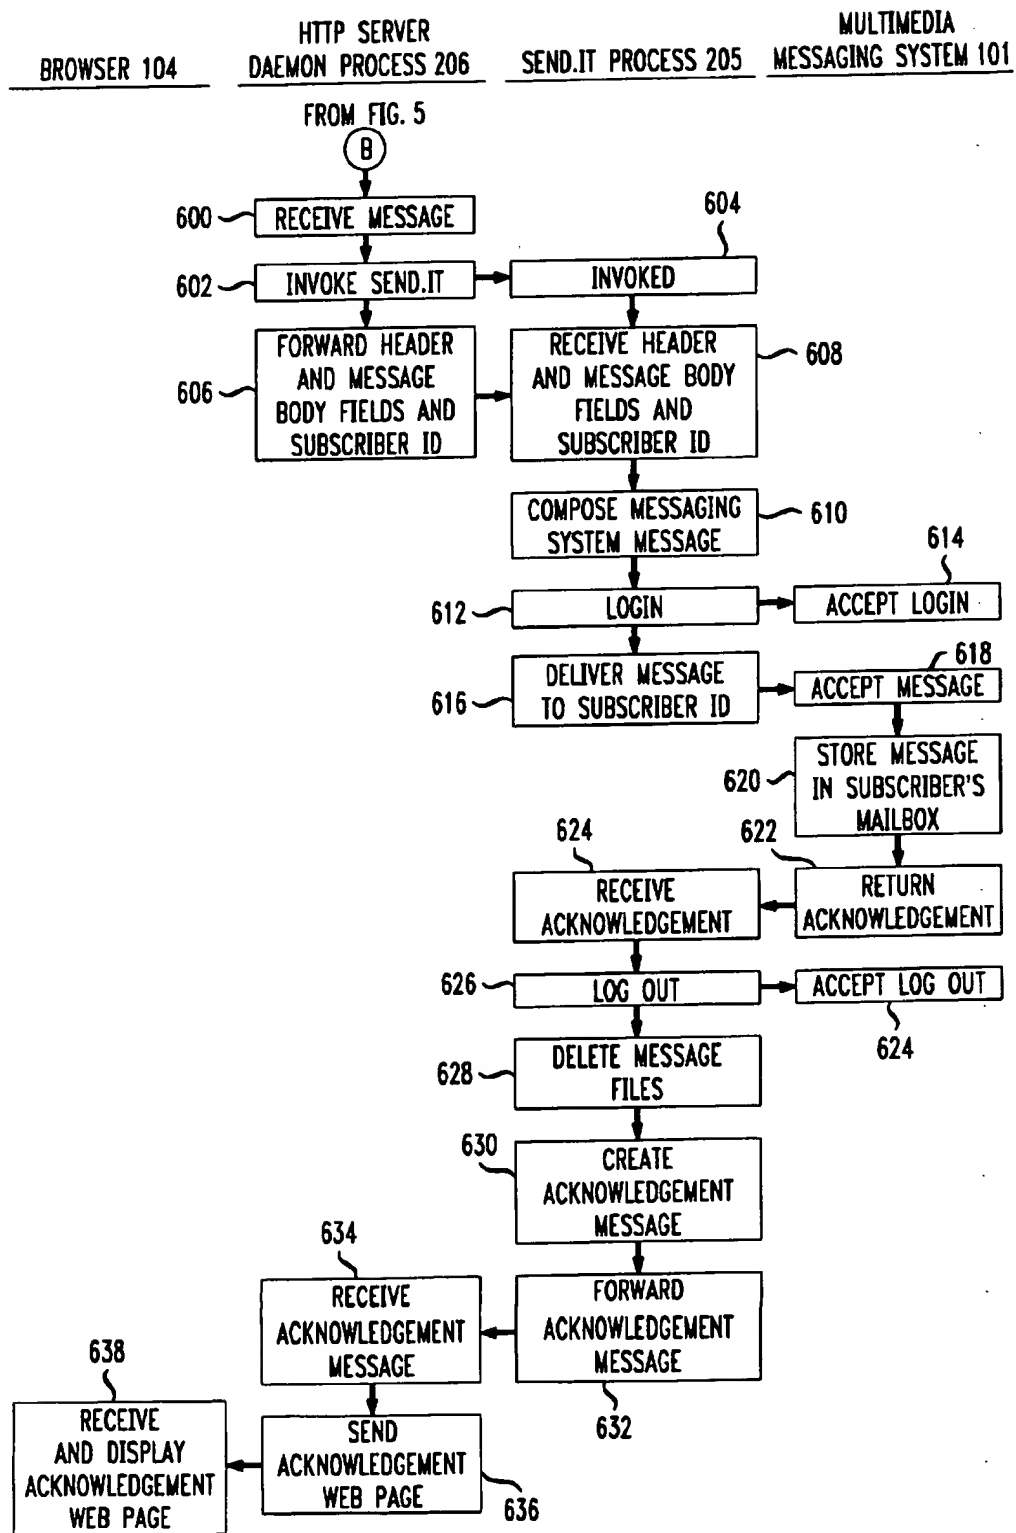 BROWSER 104
HTTP SERVER
DAEMON PROCESS 206
SEND.IT PROCESS 205
MULTIMEDIA
MESSAGING SYSTEM 101
FROM FIG. 5
B
600
RECEIVE MESSAGE
604
602
INVOKE SEND.IT
INVOKED
606
FORWARD HEADER
AND MESSAGE
BODY FIELDS AND
SUBSCRIBER ID
RECEIVE HEADER
AND MESSAGE BODY
FIELDS AND
SUBSCRIBER ID
608
COMPOSE MESSAGING
SYSTEM MESSAGE
610
614
612
LOGIN
ACCEPT LOGIN
616
DELIVER MESSAGE
TO SUBSCRIBER ID
618
ACCEPT MESSAGE
620
STORE MESSAGE
IN SUBSCRIBER'S
MAILBOX
624
622
RECEIVE
ACKNOWLEDGEMENT
RETURN
ACKNOWLEDGEMENT
626
LOG OUT
ACCEPT LOG OUT
624
628
DELETE MESSAGE
FILES
630
CREATE
ACKNOWLEDGEMENT
MESSAGE
634
RECEIVE
ACKNOWLEDGEMENT
MESSAGE
FORWARD
ACKNOWLEDGEMENT
MESSAGE
632
638
RECEIVE
AND DISPLAY
ACKNOWLEDGEMENT
WEB PAGE
SEND
ACKNOWLEDGEMENT
WEB PAGE
636